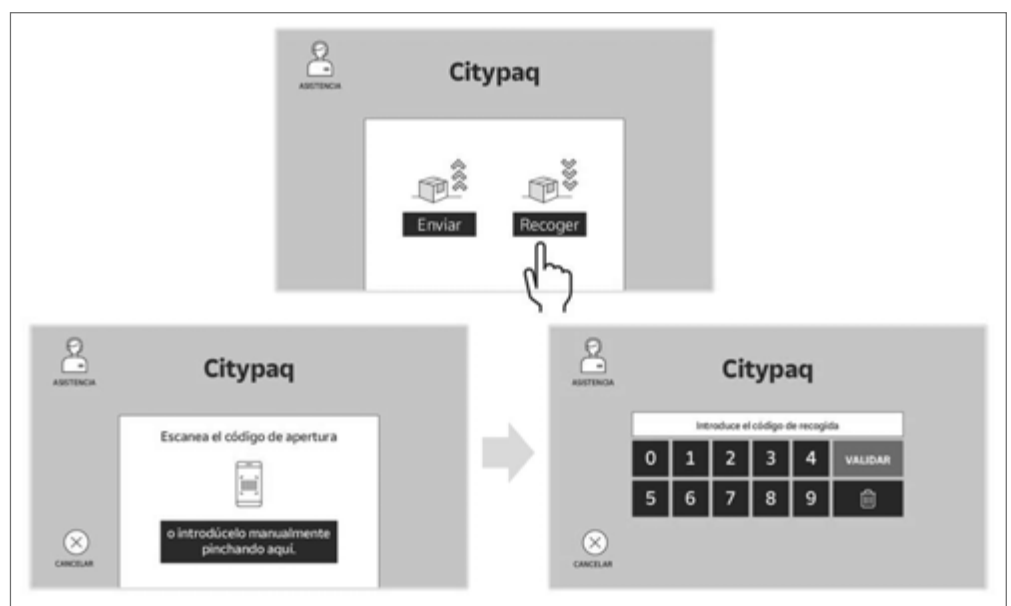 Citypaq
ASISTENCIA
Enviar
Recoger
Citypaq
ASISTENCIA
Escanea el código de apertura
o introdúcelo manualmente
pinchando aquí.
CANCELAR
Citypaq
ASISTENCIA
Introduce el código de recogida
0 1 2 3 4 VALIDAR
5 6 7 8 9
CANCELAR